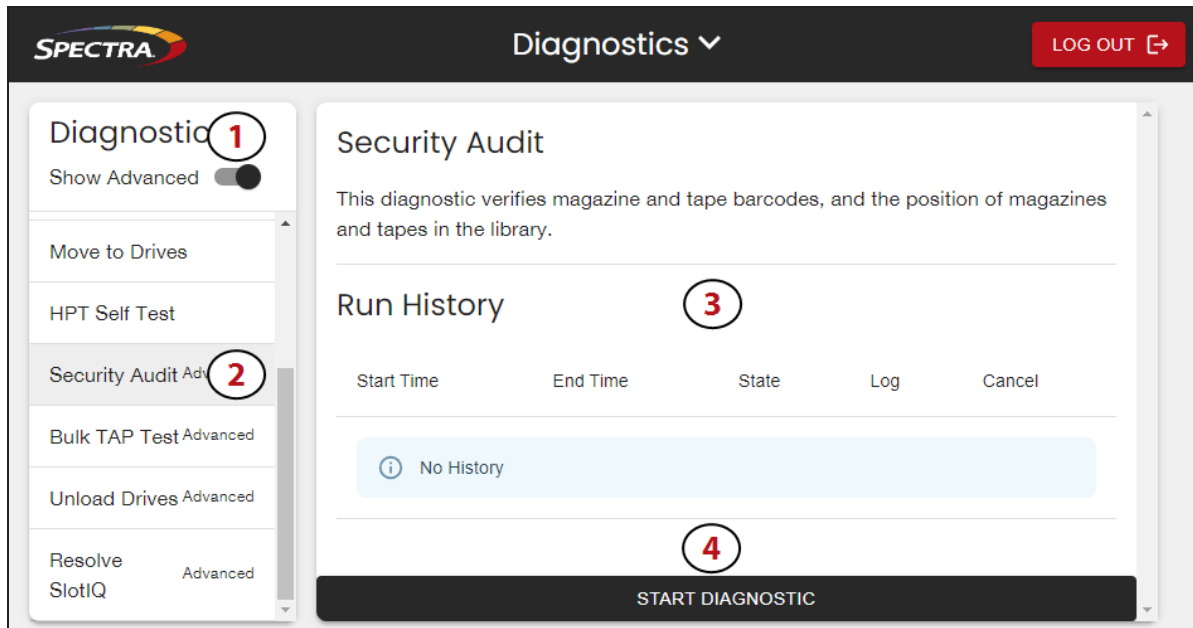 SPECTRA
Diagnostics
LOG OUT
Diagnostic
1
Show Advanced
Move to Drives
HPT Self Test
Security Audit
2
Bulk TAP Test Advanced
Unload Drives Advanced
Resolve
SlotIQ
Advanced
Security Audit
This diagnostic verifies magazine and tape barcodes, and the position of magazines
and tapes in the library.
Run History
3
Start Time End Time State Log Cancel
No History
4
START DIAGNOSTIC